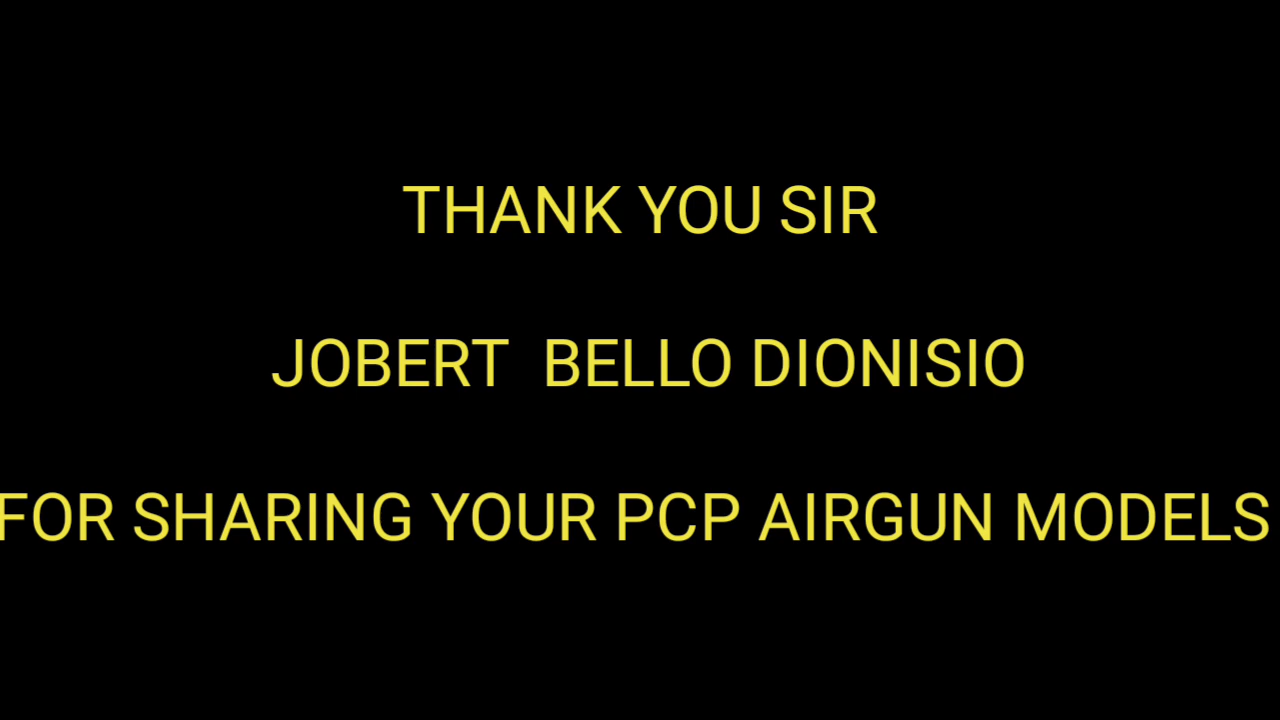 THANK YOU SIR
JOBERT BELLO DIONISIO
FOR SHARING YOUR PCP AIRGUN MODELS